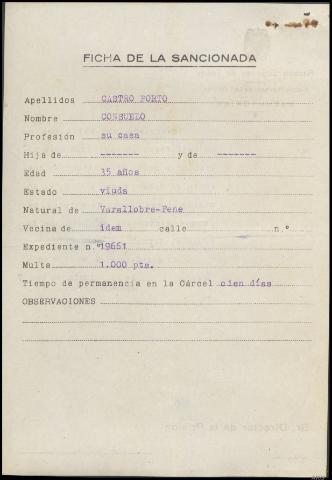 FICHA DE LA SANCIONADA
Apellidos CASTRO PORTO
Nombre CONSUELO
Profesión su casa
Hija de ------- y de -------
Edad 35 años
Estado viuda
Natural de Varallobre-Pene
Vecina de idem calle n.º
Expediente n.º 19661
Multa 1.000 pts.
Tiempo de permanencia en la Cárcel cien días
OBSERVACIONES